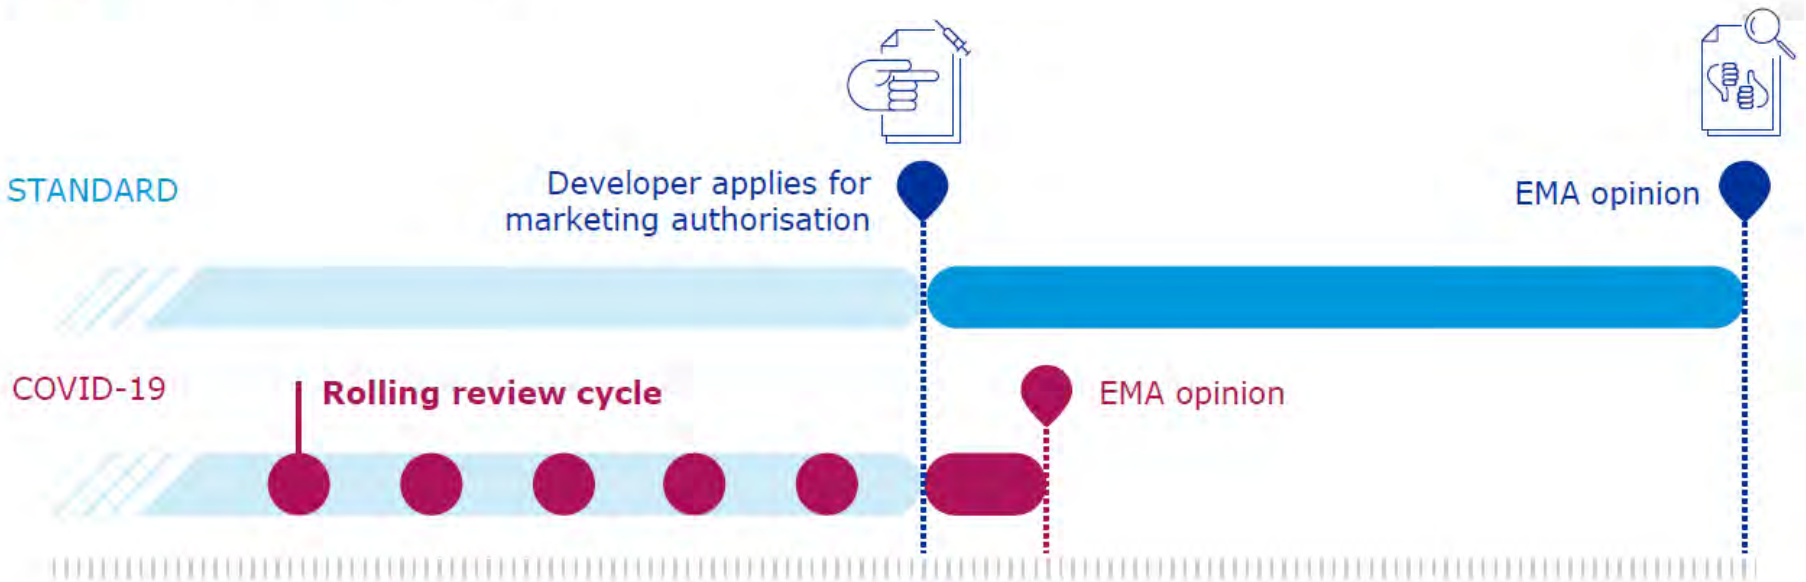 STANDARD
Developer applies for
marketing authorisation
EMA opinion
COVID-19
Rolling review cycle
EMA opinion